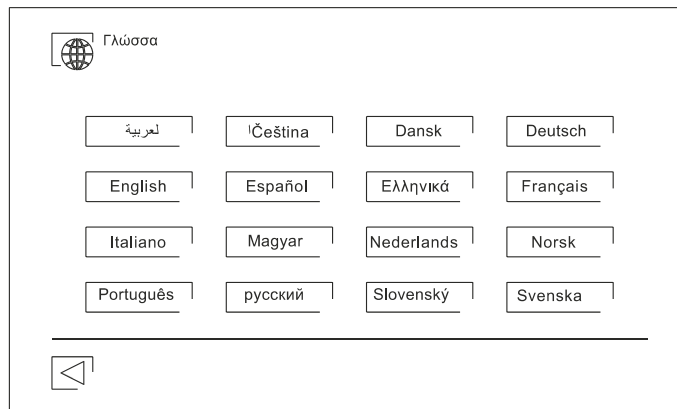 Γλώσσα
لعربية
Čeština
Dansk
Deutsch
English
Español
Ελληνικά
Français
Italiano
Magyar
Nederlands
Norsk
Português
русский
Slovenský
Svenska